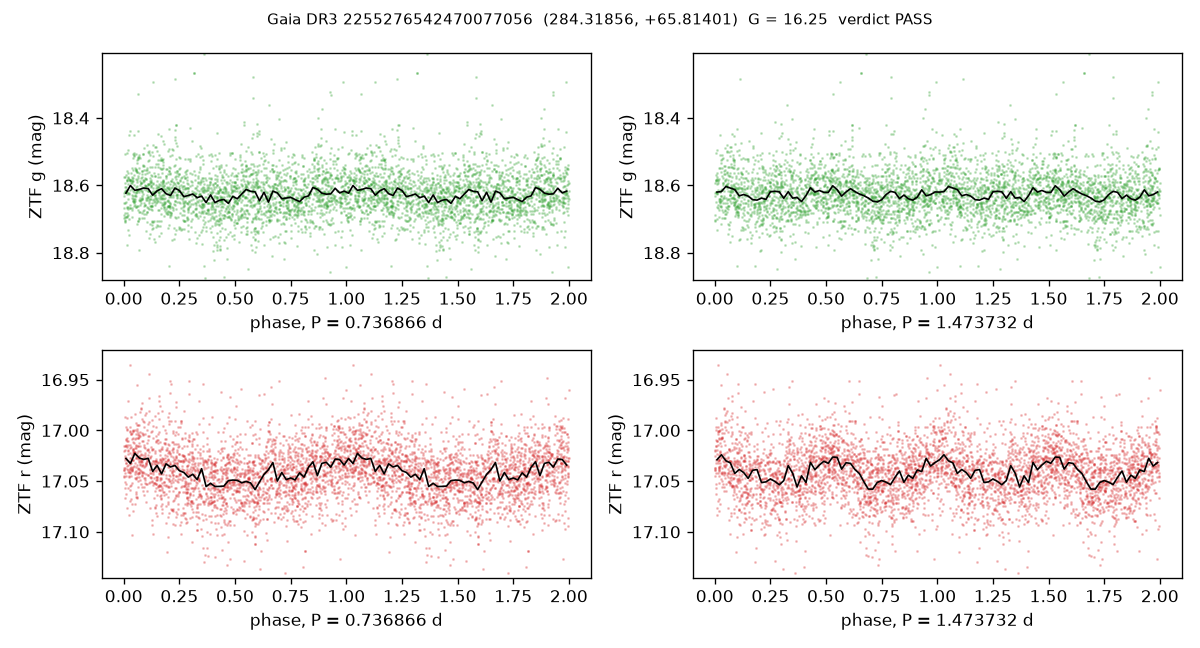 Gaia DR3 2255276542470077056 (284.31856, +65.81401) G = 16.25 verdict PASS
ZTF g (mag)
18.4
18.6
18.8
0.00 0.25 0.50 0.75 1.00 1.25 1.50 1.75 2.00
phase, P = 0.736866 d
ZTF g (mag)
18.4
18.6
18.8
0.00 0.25 0.50 0.75 1.00 1.25 1.50 1.75 2.00
phase, P = 1.473732 d
ZTF r (mag)
16.95
17.00
17.05
17.10
0.00 0.25 0.50 0.75 1.00 1.25 1.50 1.75 2.00
phase, P = 0.736866 d
ZTF r (mag)
16.95
17.00
17.05
17.10
0.00 0.25 0.50 0.75 1.00 1.25 1.50 1.75 2.00
phase, P = 1.473732 d